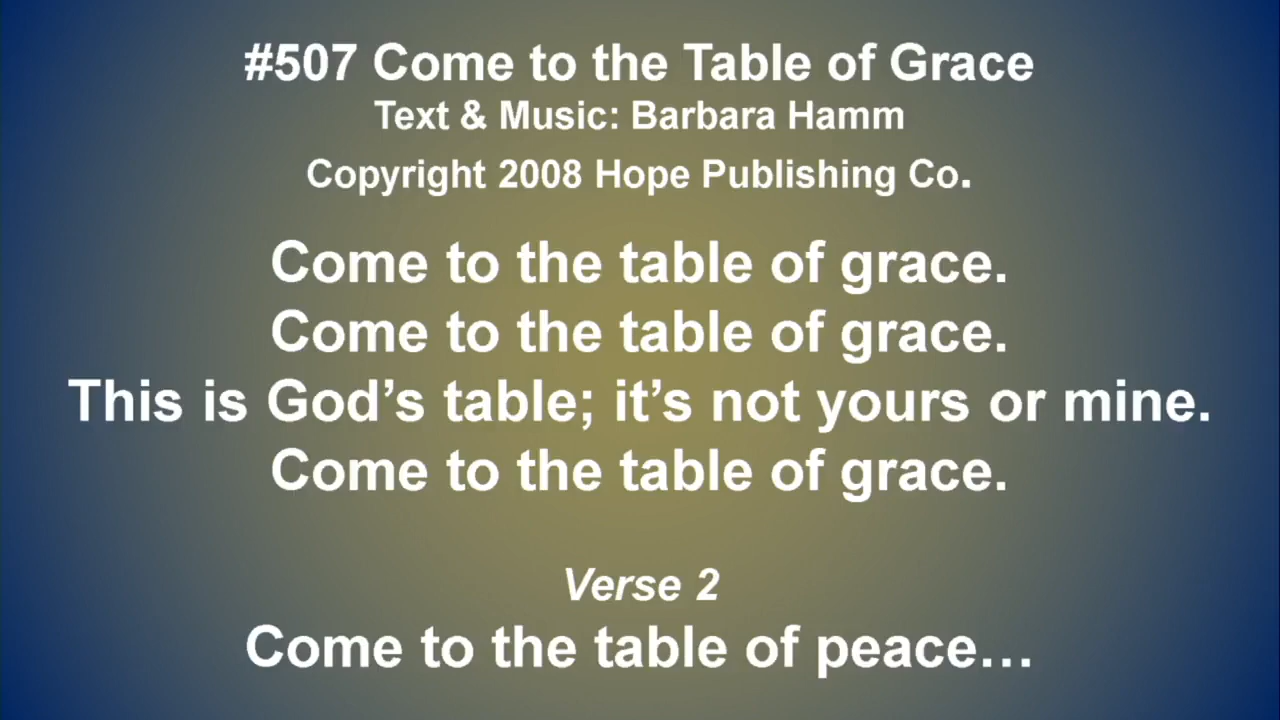 #507 Come to the Table of Grace
Text & Music: Barbara Hamm
Copyright 2008 Hope Publishing Co.
Come to the table of grace.
Come to the table of grace.
This is God’s table; it’s not yours or mine.
Come to the table of grace.
Verse 2
Come to the table of peace…